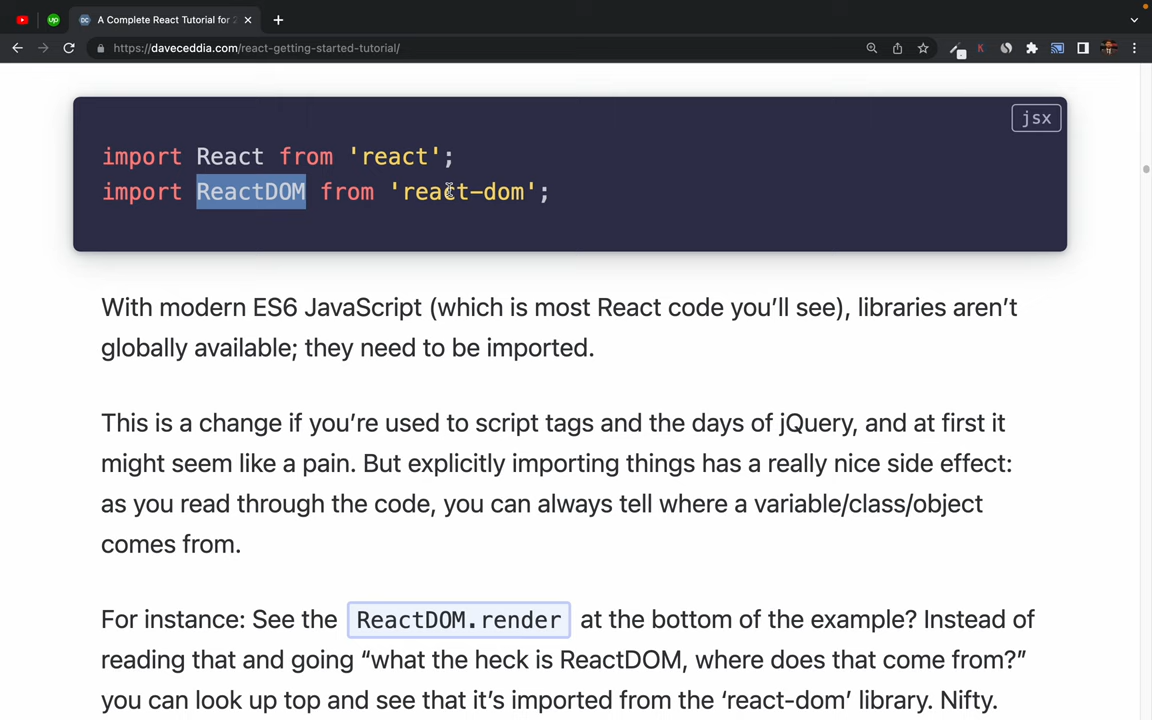 A Complete React Tutorial for 2
https://daveceddia.com/react-getting-started-tutorial/
jsx
import React from 'react';
import ReactDOM from 'react-dom';
With modern ES6 JavaScript (which is most React code you’ll see), libraries aren’t
globally available; they need to be imported.
This is a change if you’re used to script tags and the days of jQuery, and at first it
might seem like a pain. But explicitly importing things has a really nice side effect:
as you read through the code, you can always tell where a variable/class/object
comes from.
For instance: See the ReactDOM.render at the bottom of the example? Instead of
reading that and going “what the heck is ReactDOM, where does that come from?”
you can look up top and see that it’s imported from the ‘react-dom’ library. Nifty.